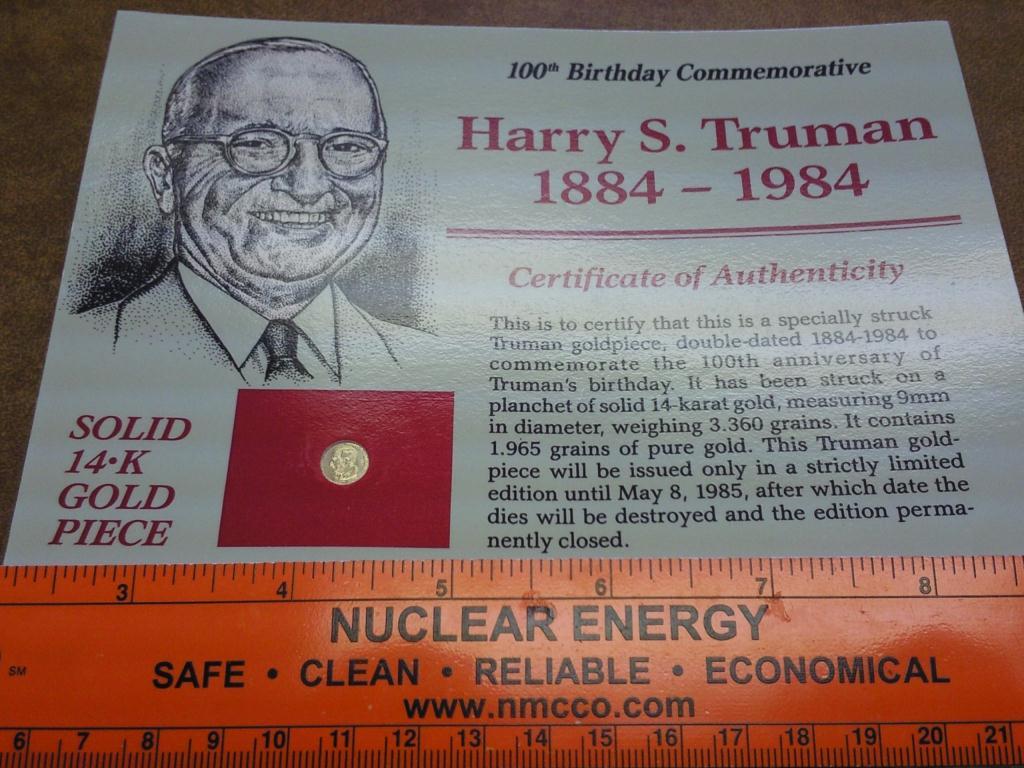 100th Birthday Commemorative
Harry S. Truman
1884 – 1984
Certificate of Authenticity
This is to certify that this is a specially struck
Truman goldpiece, double-dated 1884-1984 to
commemorate the 100th anniversary of
Truman's birthday. It has been struck on a
planchet of solid 14-karat gold, measuring 9mm
in diameter, weighing 3.360 grains. It contains
1.965 grains of pure gold. This Truman gold-
piece will be issued only in a strictly limited
edition until May 8, 1985, after which date the
dies will be destroyed and the edition perma-
nently closed.
SOLID
14•K
GOLD
PIECE
3 4 5 6 7 8
NUCLEAR ENERGY
SM
SAFE • CLEAN • RELIABLE • ECONOMICAL
www.nmcco.com
6 7 8 9 10 11 12 13 14 15 16 17 18 19 20 21